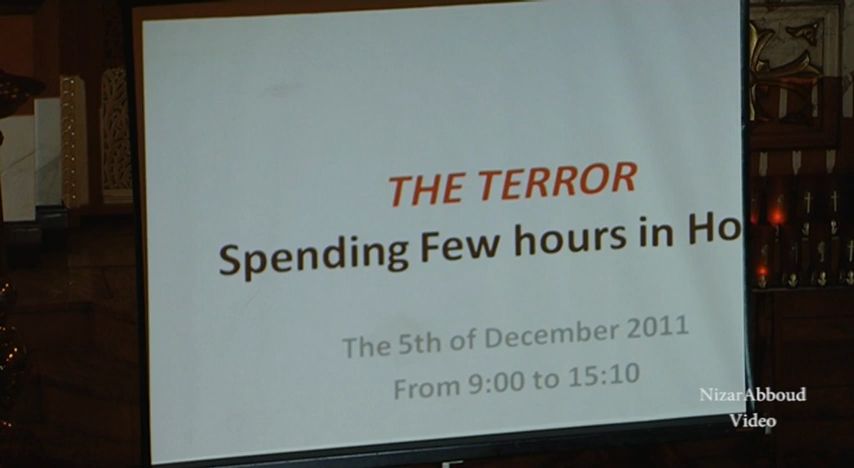 THE TERROR
Spending Few hours in Ho
The 5th of December 2011
From 9:00 to 15:10
NizarAbboud
Video